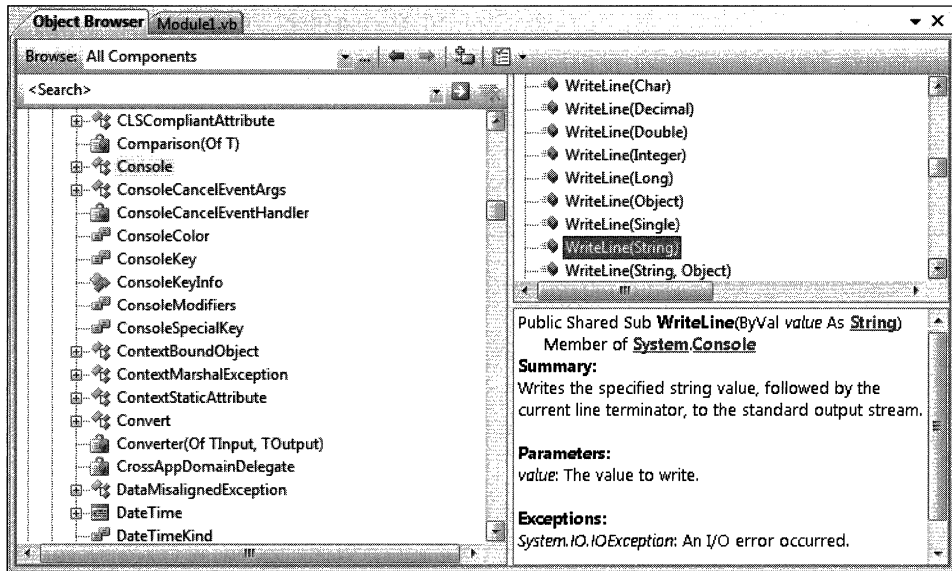 Object Browser Module1.vb
Browse: All Components ...
<Search>
CLSCompliantAttribute
Comparison(Of T)
Console
ConsoleCancelEventArgs
ConsoleCancelEventHandler
ConsoleColor
ConsoleKey
ConsoleKeyInfo
ConsoleModifiers
ConsoleSpecialKey
ContextBoundObject
ContextMarshalException
ContextStaticAttribute
Convert
Converter(Of TInput, TOutput)
CrossAppDomainDelegate
DataMisalignedException
DateTime
DateTimeKind
WriteLine(Char)
WriteLine(Decimal)
WriteLine(Double)
WriteLine(Integer)
WriteLine(Long)
WriteLine(Object)
WriteLine(Single)
WriteLine(String)
WriteLine(String, Object)
Public Shared Sub WriteLine(ByVal value As String)
Member of System.Console
Summary:
Writes the specified string value, followed by the
current line terminator, to the standard output stream.
Parameters:
value: The value to write.
Exceptions:
System.IO.IOException: An I/O error occurred.